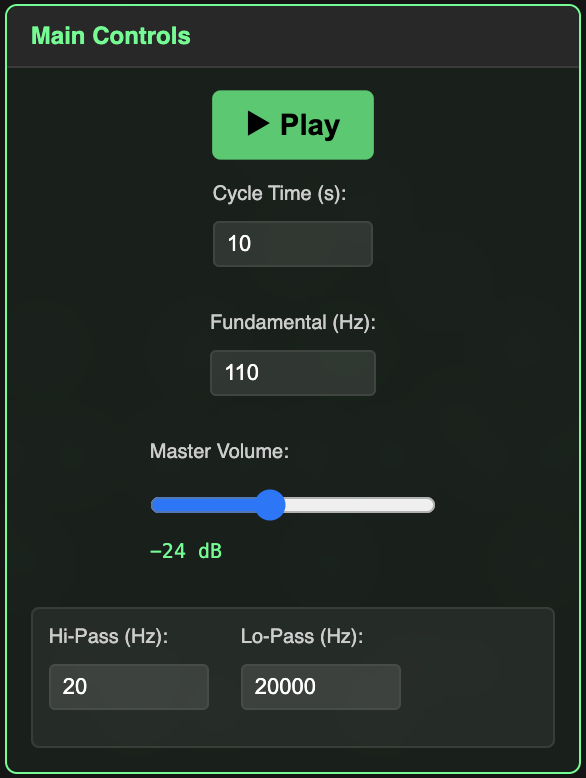 Main Controls
▶ Play
Cycle Time (s):
10
Fundamental (Hz):
110
Master Volume:
−24 dB
Hi-Pass (Hz): Lo-Pass (Hz):
20 20000